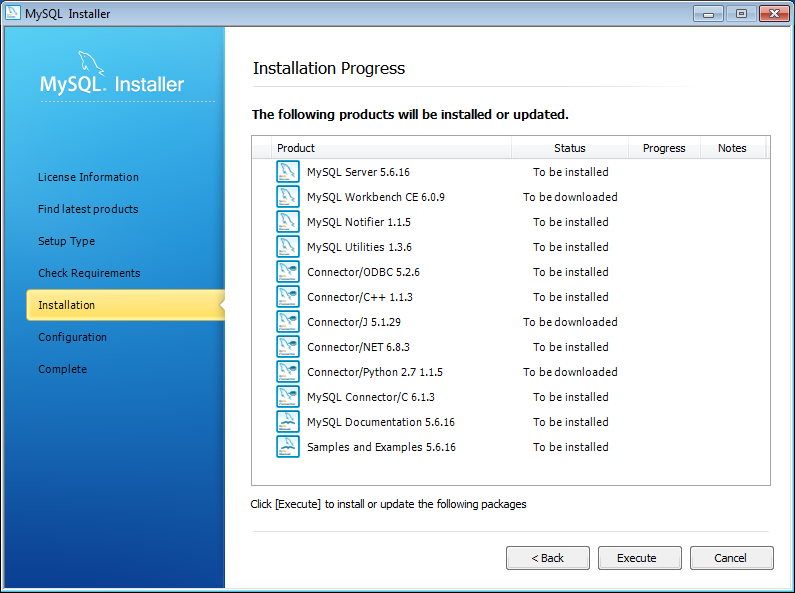 MySQL Installer
MySQL. Installer
License Information
Find latest products
Setup Type
Check Requirements
Installation
Configuration
Complete
Installation Progress
The following products will be installed or updated.
Product Status Progress Notes
MySQL Server 5.6.16 To be installed
MySQL Workbench CE 6.0.9 To be downloaded
MySQL Notifier 1.1.5 To be installed
MySQL Utilities 1.3.6 To be installed
Connector/ODBC 5.2.6 To be installed
Connector/C++ 1.1.3 To be installed
Connector/J 5.1.29 To be downloaded
Connector/NET 6.8.3 To be installed
Connector/Python 2.7 1.1.5 To be downloaded
MySQL Connector/C 6.1.3 To be installed
MySQL Documentation 5.6.16 To be installed
Samples and Examples 5.6.16 To be installed
Click [Execute] to install or update the following packages
< Back Execute Cancel